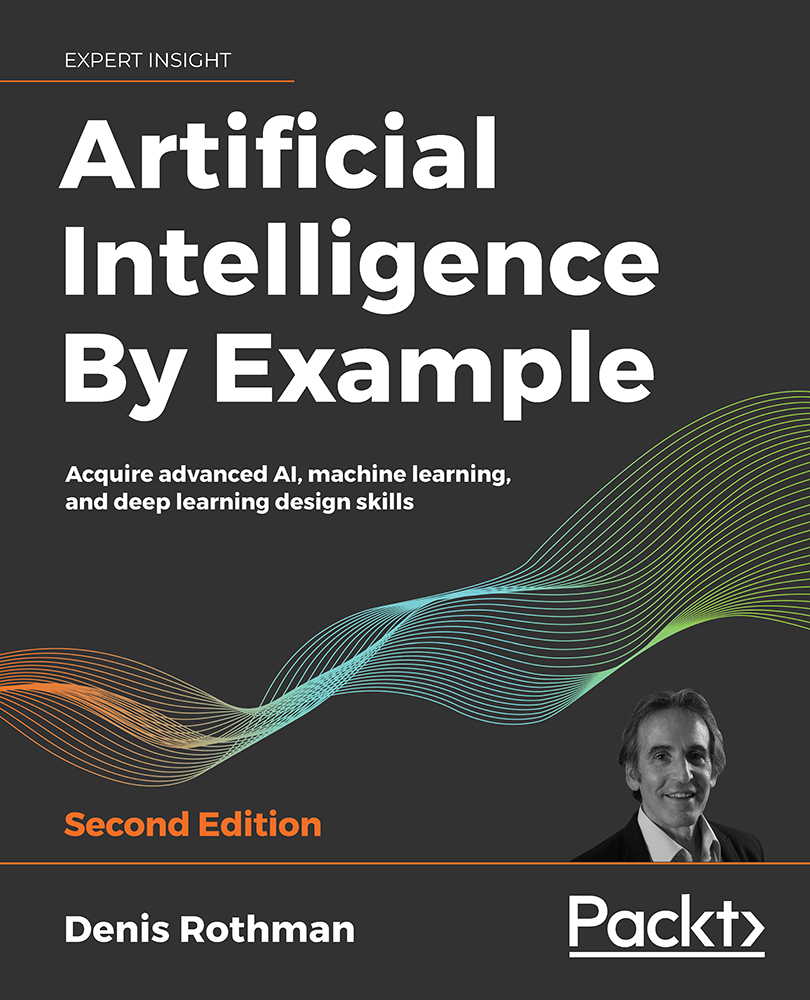 EXPERT INSIGHT
Artificial
Intelligence
By Example
Acquire advanced AI, machine learning,
and deep learning design skills
Second Edition
Denis Rothman
Packt>